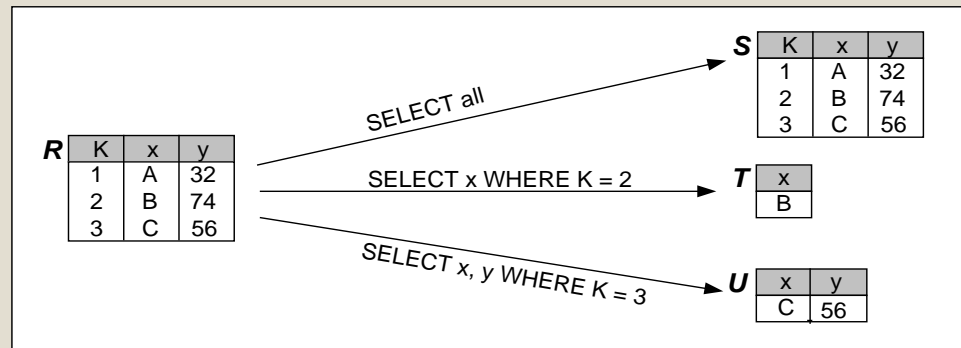 S K x y
1 A 32
2 B 74
3 C 56
SELECT all
R K x y
1 A 32
2 B 74
3 C 56
SELECT x WHERE K = 2
T x
B
SELECT x, y WHERE K = 3
U x y
C 56